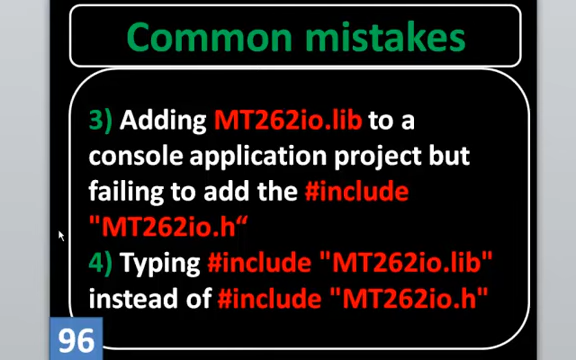 Common mistakes
3) Adding MT262io.lib to a
console application project but
failing to add the #include
"MT262io.h“
4) Typing #include "MT262io.lib"
instead of #include "MT262io.h"
96